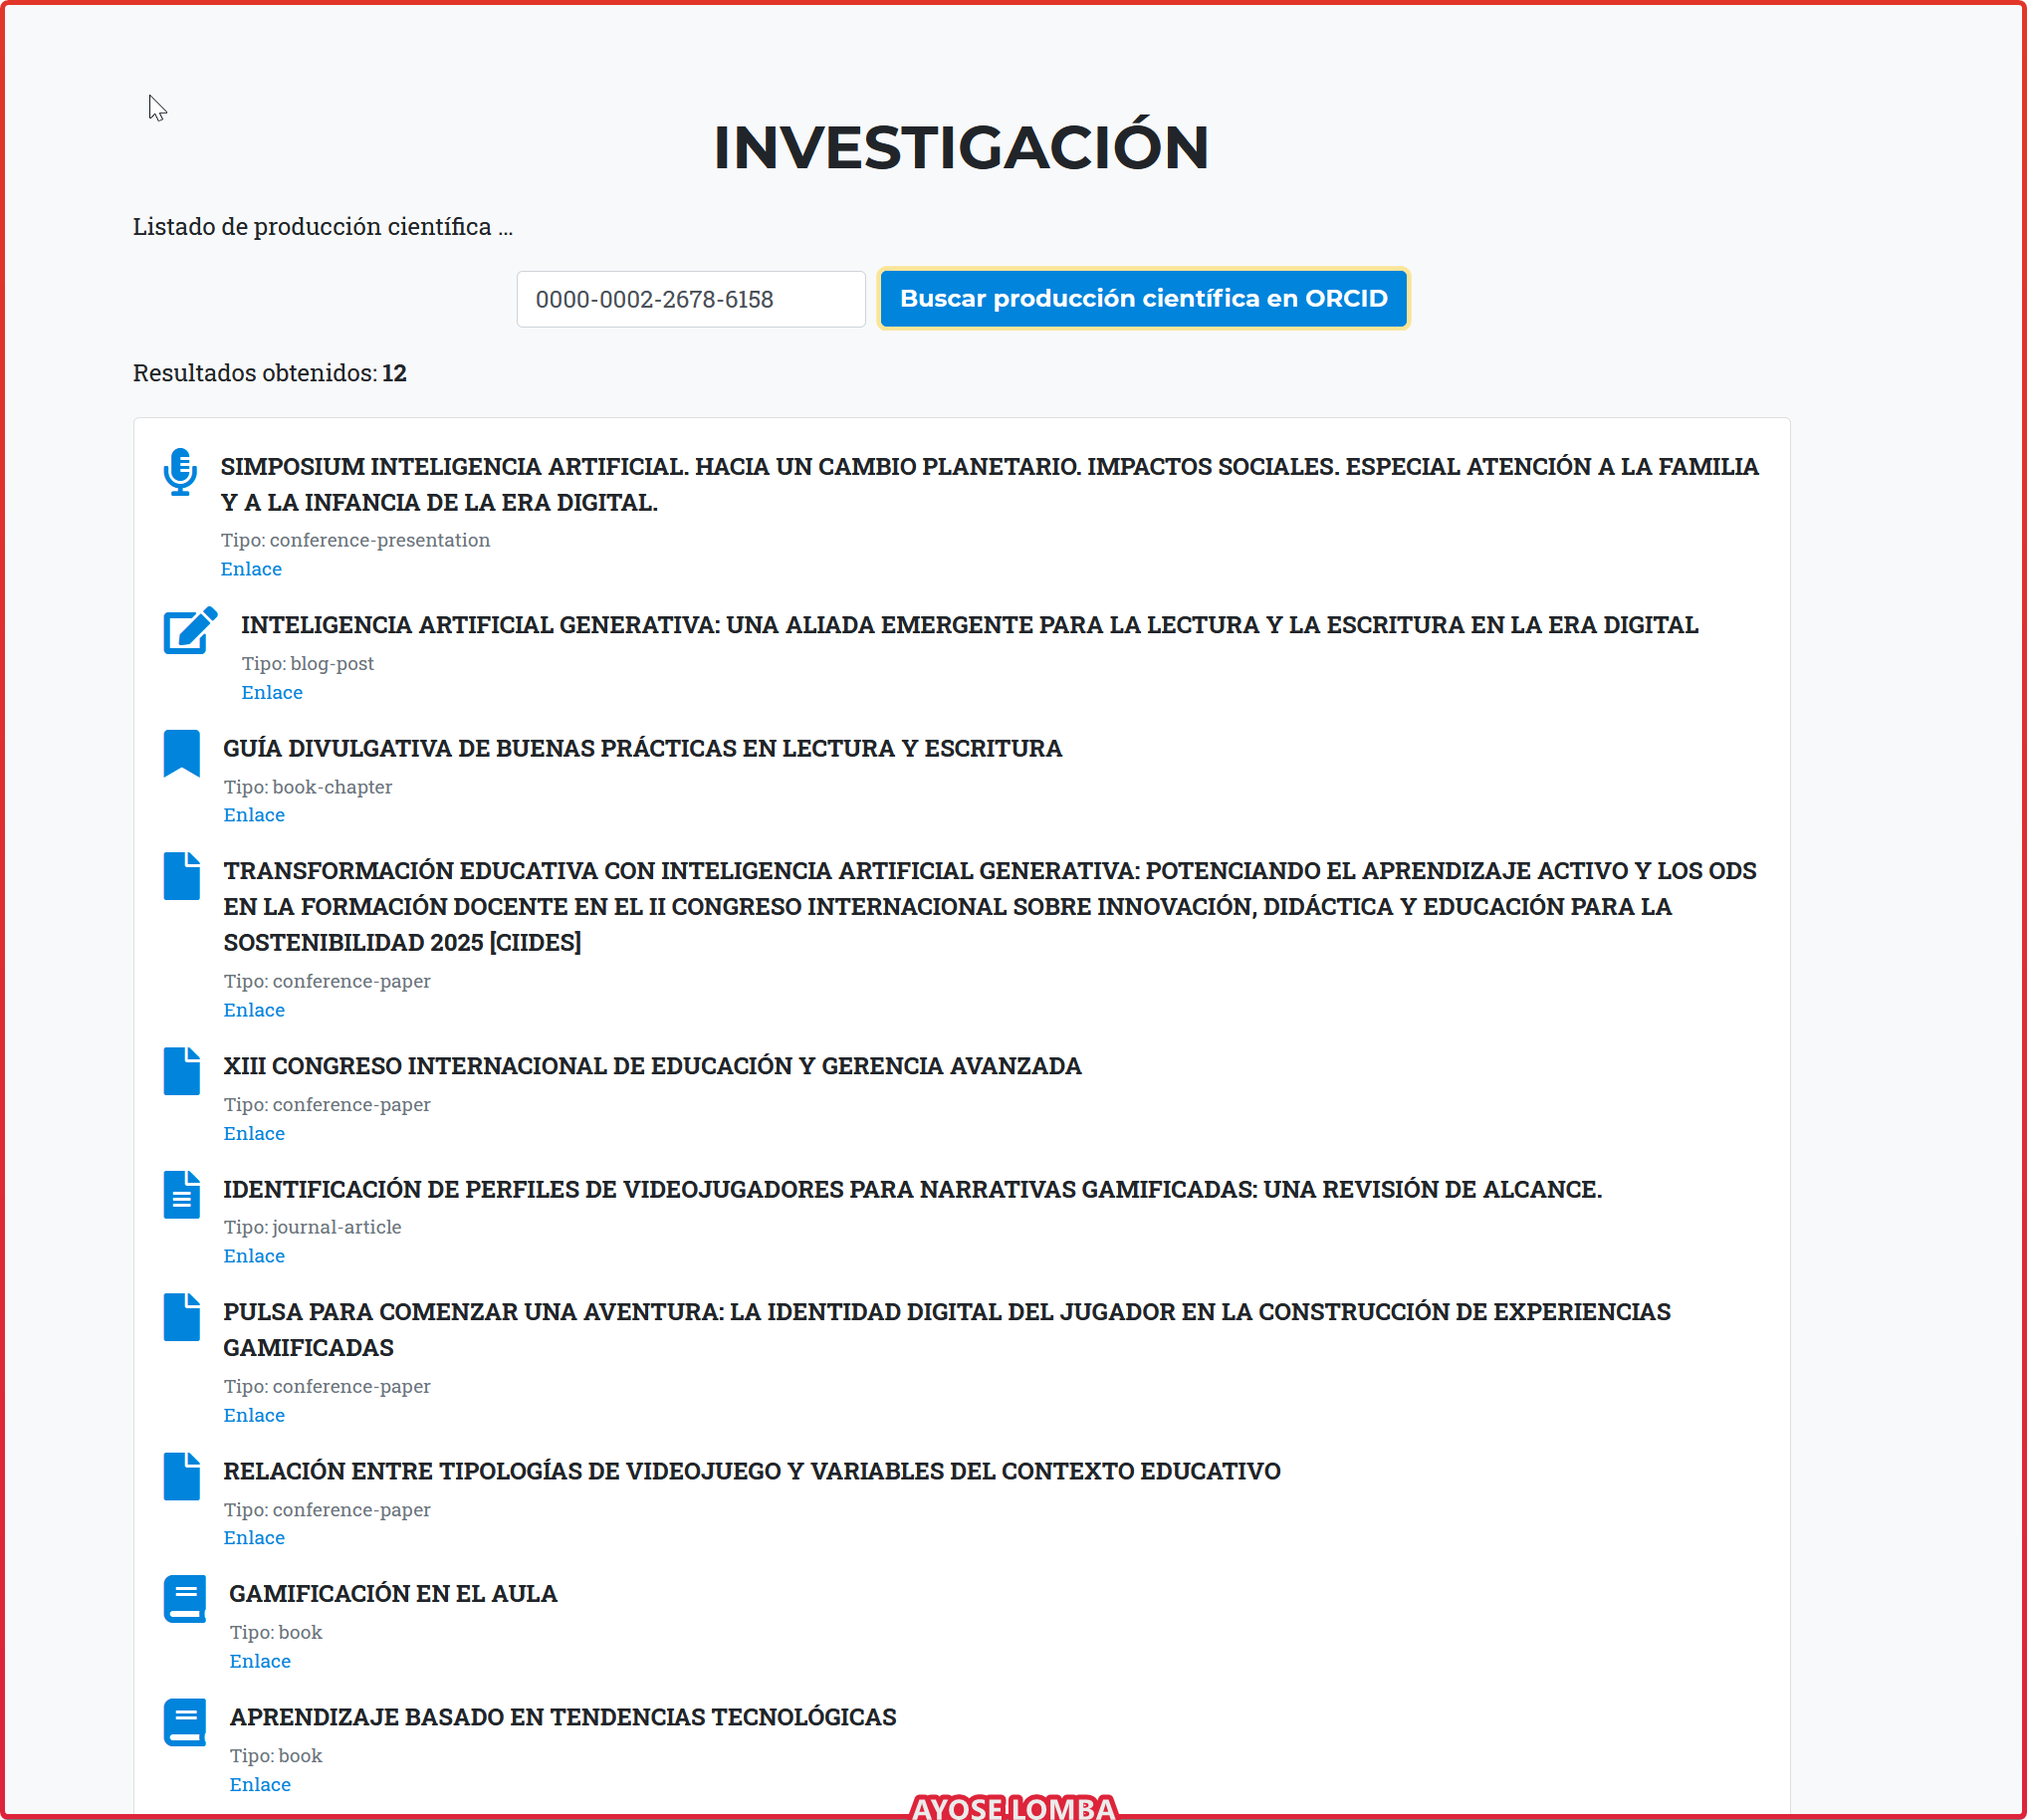 INVESTIGACIÓN
Listado de producción científica ...
0000-0002-2678-6158
Buscar producción científica en ORCID
Resultados obtenidos: 12
SIMPOSIUM INTELIGENCIA ARTIFICIAL. HACIA UN CAMBIO PLANETARIO. IMPACTOS SOCIALES. ESPECIAL ATENCIÓN A LA FAMILIA
Y A LA INFANCIA DE LA ERA DIGITAL.
Tipo: conference-presentation
Enlace
INTELIGENCIA ARTIFICIAL GENERATIVA: UNA ALIADA EMERGENTE PARA LA LECTURA Y LA ESCRITURA EN LA ERA DIGITAL
Tipo: blog-post
Enlace
GUÍA DIVULGATIVA DE BUENAS PRÁCTICAS EN LECTURA Y ESCRITURA
Tipo: book-chapter
Enlace
TRANSFORMACIÓN EDUCATIVA CON INTELIGENCIA ARTIFICIAL GENERATIVA: POTENCIANDO EL APRENDIZAJE ACTIVO Y LOS ODS
EN LA FORMACIÓN DOCENTE EN EL II CONGRESO INTERNACIONAL SOBRE INNOVACIÓN, DIDÁCTICA Y EDUCACIÓN PARA LA
SOSTENIBILIDAD 2025 [CIIDES]
Tipo: conference-paper
Enlace
XIII CONGRESO INTERNACIONAL DE EDUCACIÓN Y GERENCIA AVANZADA
Tipo: conference-paper
Enlace
IDENTIFICACIÓN DE PERFILES DE VIDEOJUGADORES PARA NARRATIVAS GAMIFICADAS: UNA REVISIÓN DE ALCANCE.
Tipo: journal-article
Enlace
PULSA PARA COMENZAR UNA AVENTURA: LA IDENTIDAD DIGITAL DEL JUGADOR EN LA CONSTRUCCIÓN DE EXPERIENCIAS
GAMIFICADAS
Tipo: conference-paper
Enlace
RELACIÓN ENTRE TIPOLOGÍAS DE VIDEOJUEGO Y VARIABLES DEL CONTEXTO EDUCATIVO
Tipo: conference-paper
Enlace
GAMIFICACIÓN EN EL AULA
Tipo: book
Enlace
APRENDIZAJE BASADO EN TENDENCIAS TECNOLÓGICAS
Tipo: book
Enlace
AYOSE LOMBA